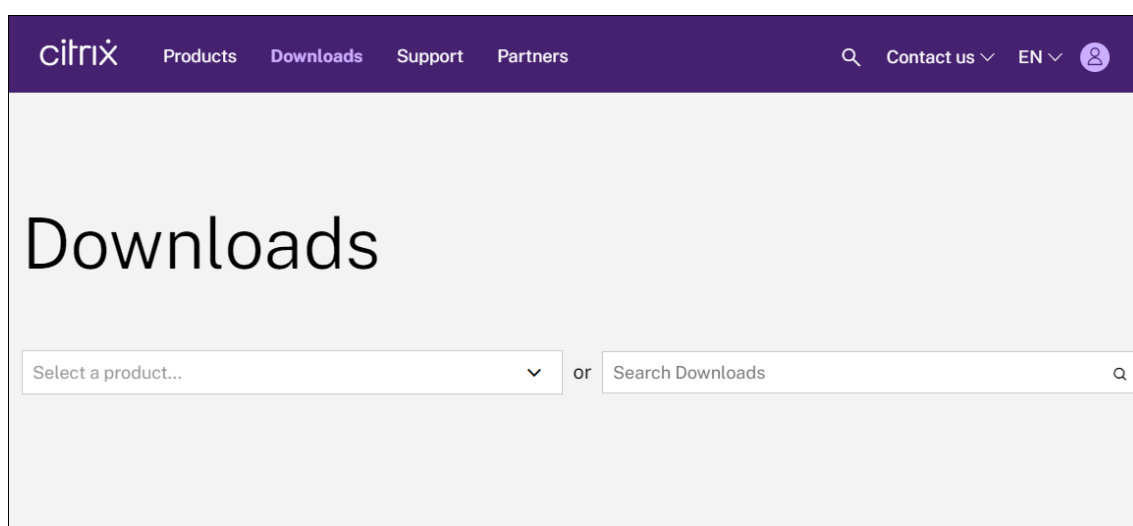 citrix Products Downloads Support Partners Contact us EN
Downloads
Select a product... or Search Downloads